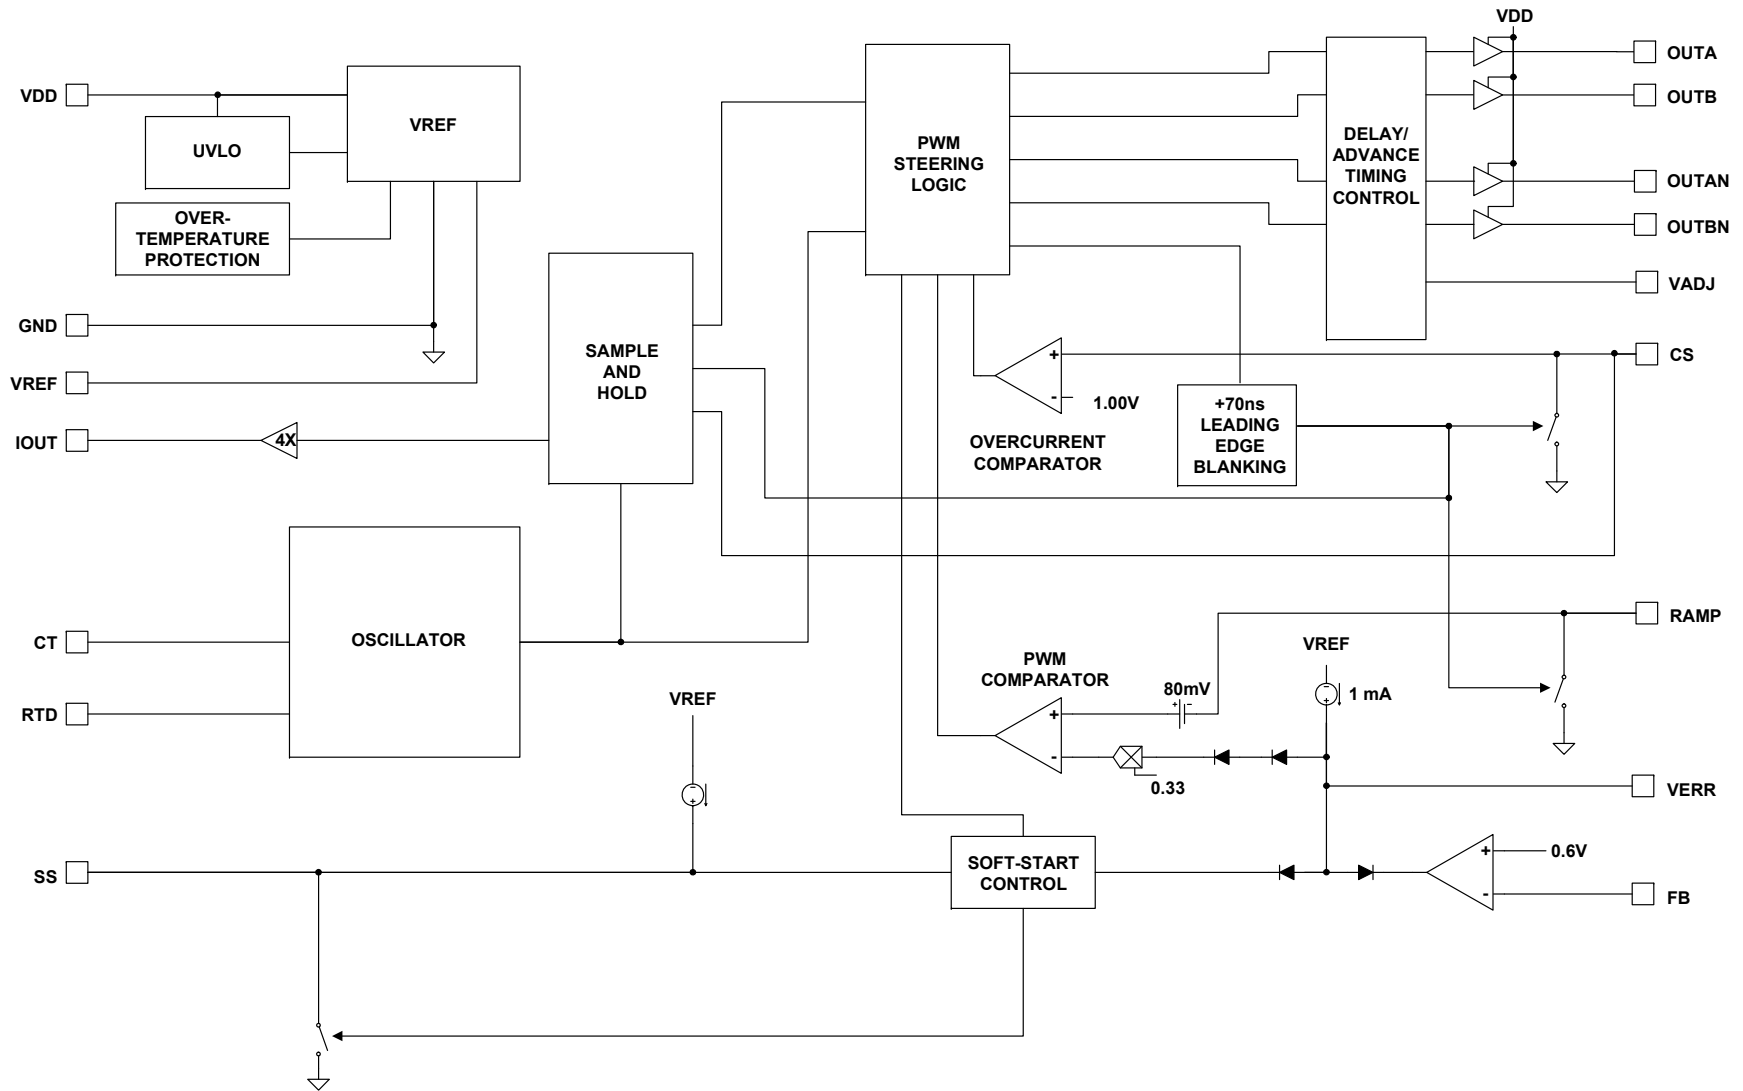 VDD
OUTA
VDD
OUTB
VREF
UVLO
PWM
STEERING
LOGIC
DELAY/
ADVANCE
TIMING
CONTROL
OUTAN
OUTBN
OVER-
TEMPERATURE
PROTECTION
VADJ
GND
SAMPLE
AND
HOLD
+
CS
VREF
-
1.00V
+70ns
LEADING
EDGE
BLANKING
IOUT
4X
OVERCURRENT
COMPARATOR
CT
OSCILLATOR
RAMP
VREF
PWM
COMPARATOR
80mV
+ -
- +
1 mA
RTD
VREF
+
-
0.33
VERR
- +
SS
SOFT-START
CONTROL
+
0.6V
-
FB